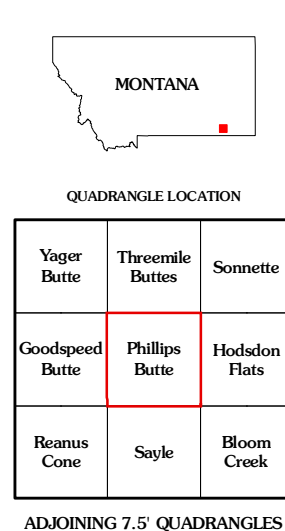 MONTANA
QUADRANGLE LOCATION
Yager
Butte
Threemile
Buttes
Sonnette
Goodspeed
Butte
Phillips
Butte
Hodsdon
Flats
Reanus
Cone
Sayle
Bloom
Creek
ADJOINING 7.5' QUADRANGLES